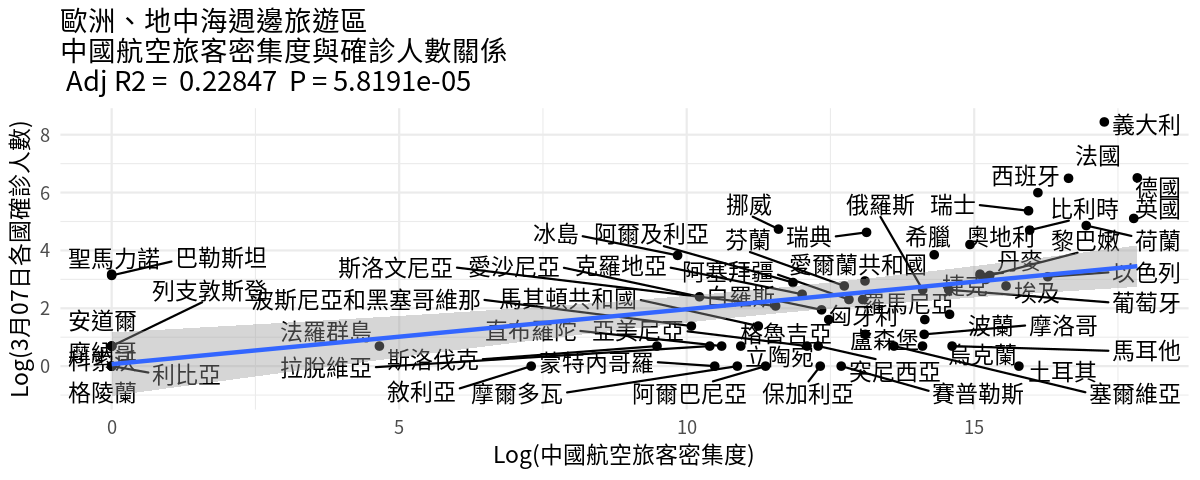 歐洲、地中海週邊旅遊區
中國航空旅客密集度與確診人數關係
Adj R2 = 0.22847 P = 5.8191e-05
Log(3月07日各國確診人數)
8
6
4
2
0
義大利
法國
西班牙
德國
英國
挪威
俄羅斯
瑞士
比利時
冰島
阿爾及利亞
芬蘭
瑞典
希臘
奧地利
黎巴嫩
荷蘭
聖馬力諾
巴勒斯坦
斯洛文尼亞
愛沙尼亞
克羅地亞
阿塞拜疆
愛爾蘭共和國
丹麥
以色列
列支敦斯登
波斯尼亞和黑塞哥維那
馬其頓共和國
白羅斯
羅馬尼亞
捷克
埃及
葡萄牙
安道爾
法羅群島
直布羅陀
亞美尼亞
格魯吉亞
匈牙利
盧森堡
波蘭
摩洛哥
摩納哥
科索沃
利比亞
拉脫維亞
斯洛伐克
蒙特內哥羅
立陶宛
突尼西亞
烏克蘭
馬耳他
土耳其
格陵蘭
敘利亞
摩爾多瓦
阿爾巴尼亞
保加利亞
賽普勒斯
塞爾維亞
0
5
10
15
Log(中國航空旅客密集度)